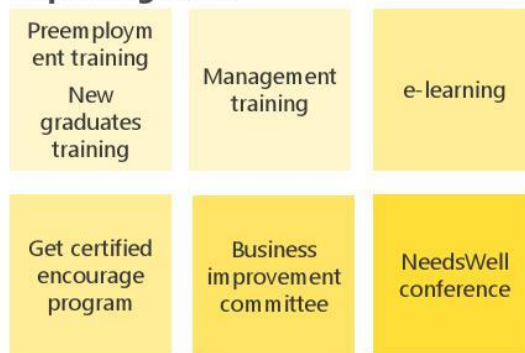 Preemploym
ent training
New
graduates
training
Management
training
e-learning
Get certified
encourage
program
Business
improvement
committee
NeedsWell
conference